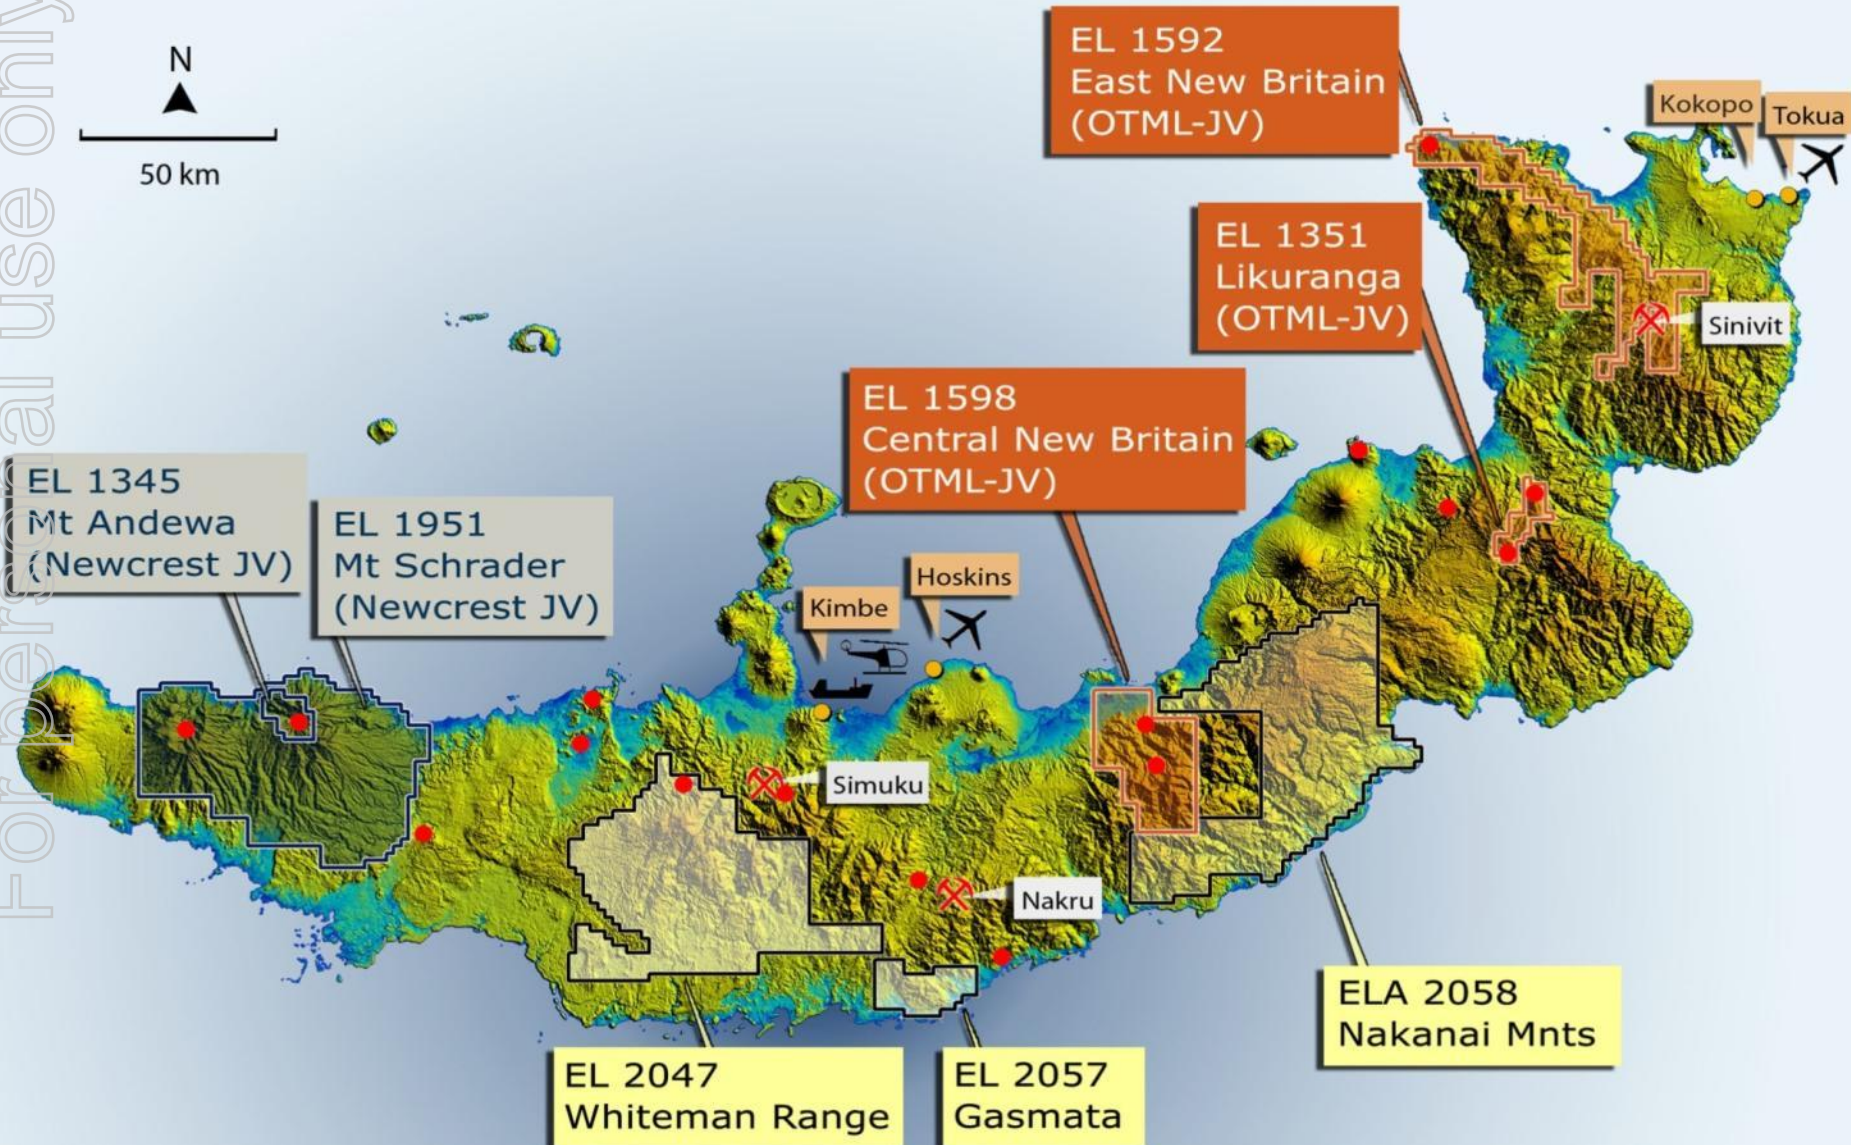 For personal use only
N
50 km
EL 1592
East New Britain
(OTML-JV)
Kokopo
Tokua
EL 1351
Likuranga
(OTML-JV)
Sinivit
EL 1598
Central New Britain
(OTML-JV)
EL 1345
Mt Andewa
(Newcrest JV)
EL 1951
Mt Schrader
(Newcrest JV)
Hoskins
Kimbe
Simuku
Nakru
ELA 2058
Nakanai Mnts
EL 2047
Whiteman Range
EL 2057
Gasmata